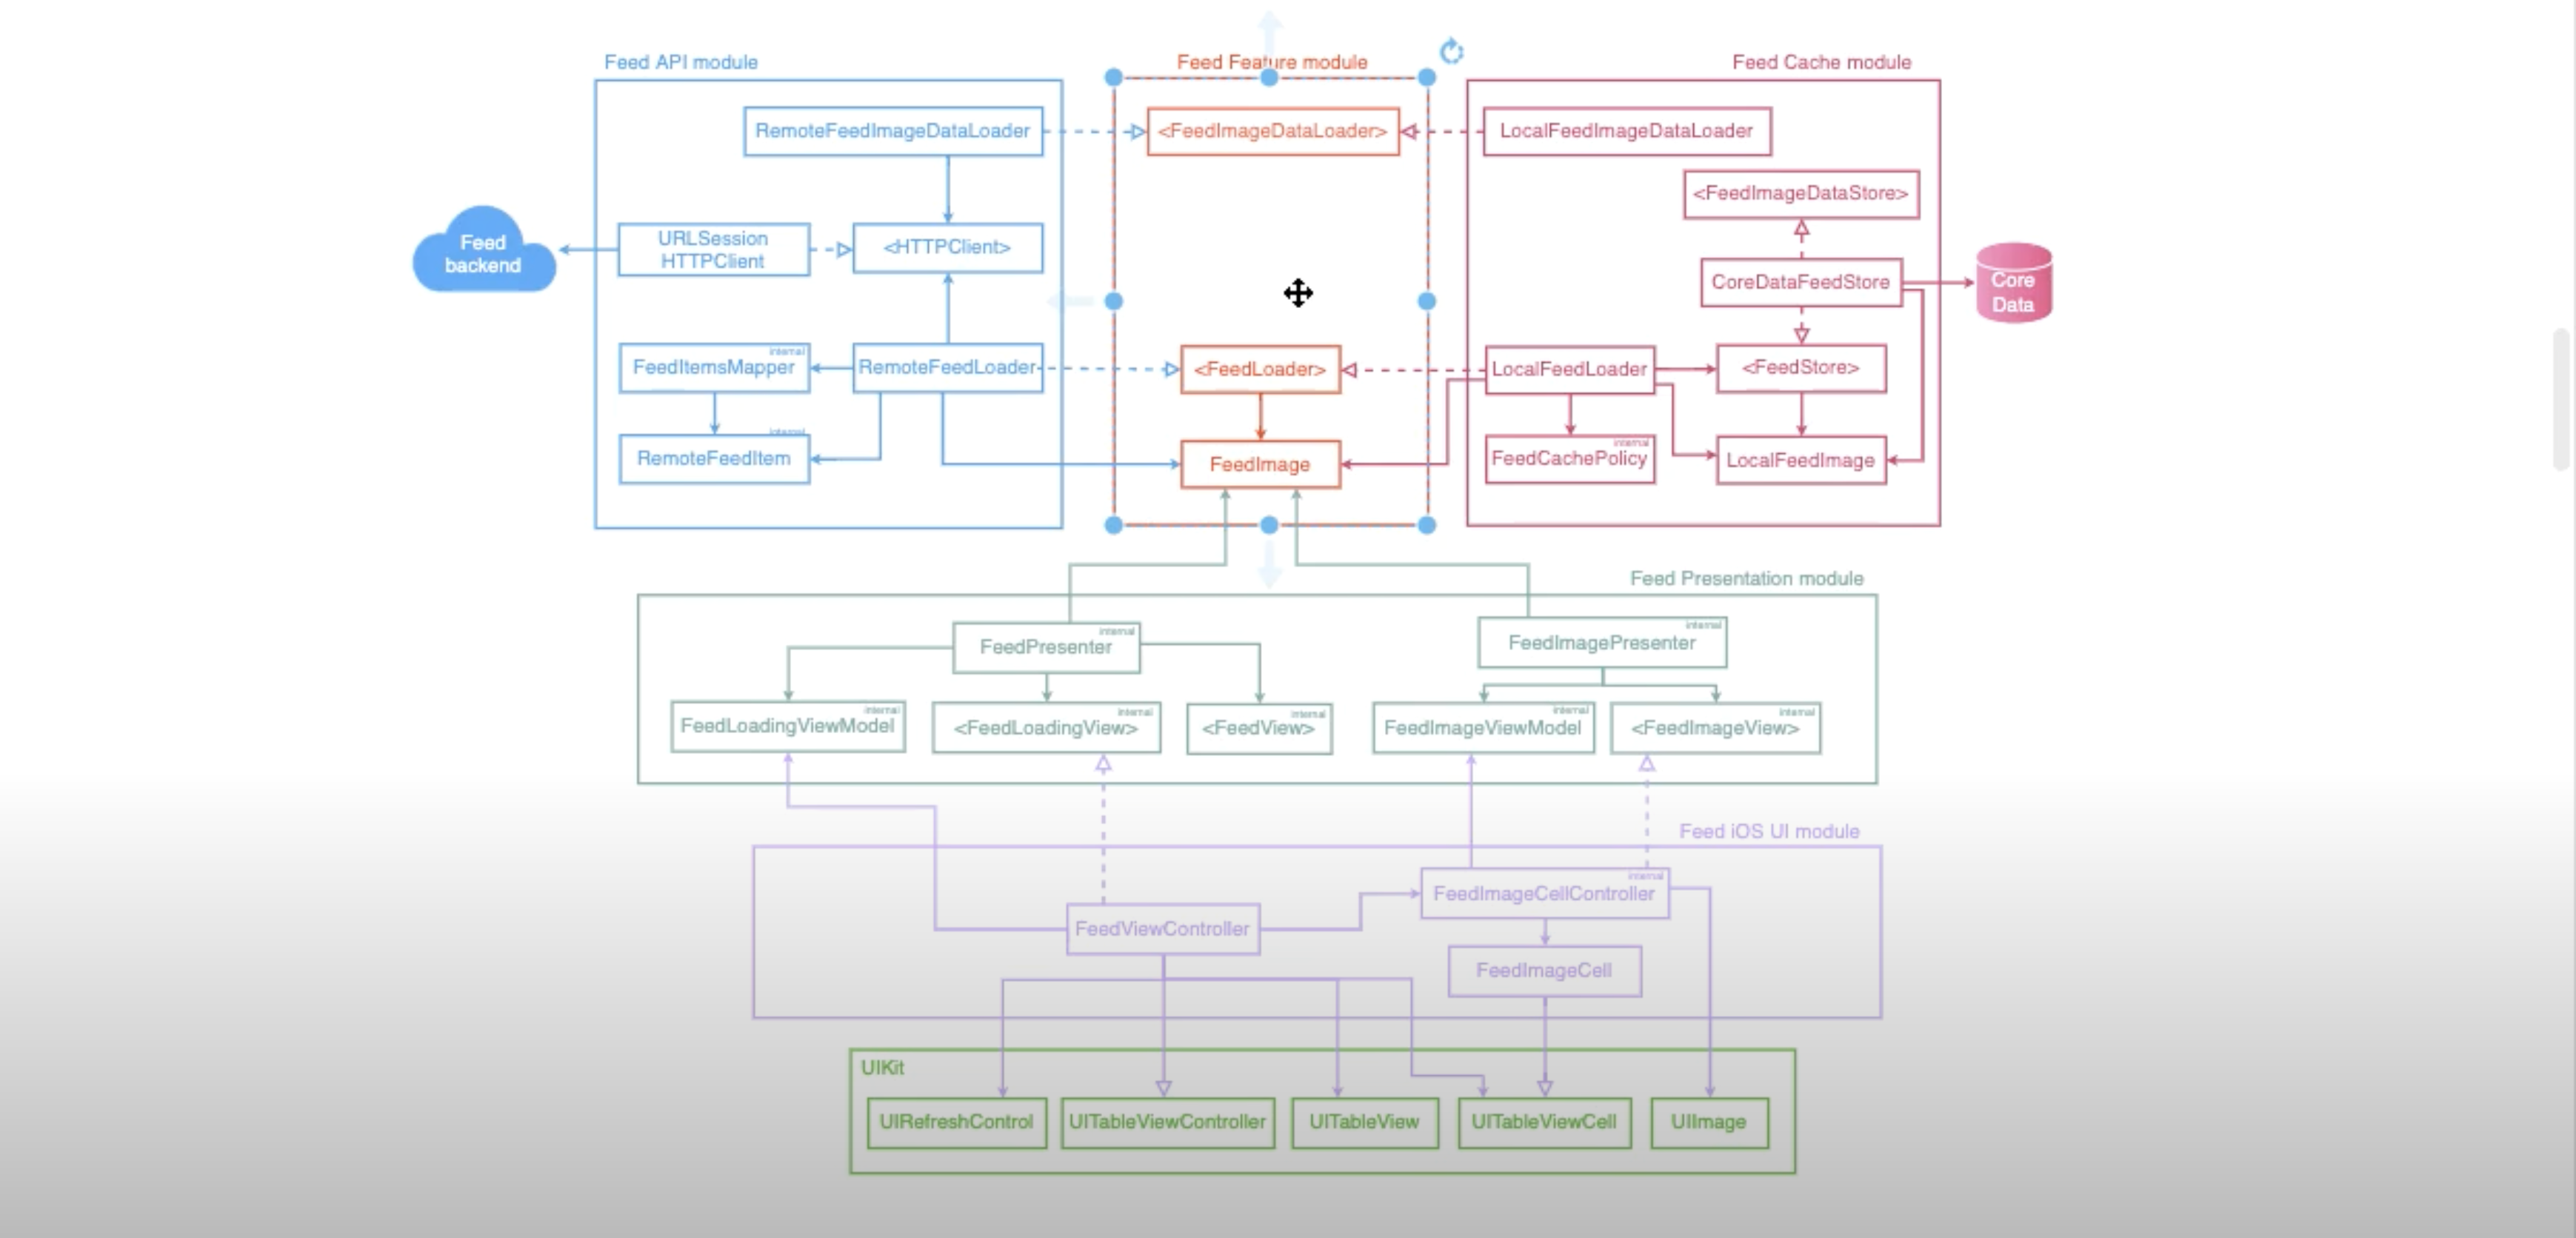 Feed API module
Feed Feature module
Feed Cache module
RemoteFeedImageDataLoader
<FeedImageDataLoader>
LocalFeedImageDataLoader
<FeedImageDataStore>
Feed
backend
URLSession
HTTPClient
<HTTPClient>
CoreDataFeedStore
Core
Data
internal
FeedItemsMapper
RemoteFeedLoader
<FeedLoader>
LocalFeedLoader
<FeedStore>
internal
RemoteFeedItem
FeedImage
internal
FeedCachePolicy
LocalFeedImage
Feed Presentation module
internal
FeedPresenter
internal
FeedImagePresenter
internal
FeedLoadingViewModel
internal
<FeedLoadingView>
internal
<FeedView>
internal
FeedImageViewModel
internal
<FeedImageView>
Feed iOS UI module
internal
FeedImageCellController
FeedViewController
FeedImageCell
UIKit
UIRefreshControl
UITableViewController
UITableView
UITableViewCell
UIImage